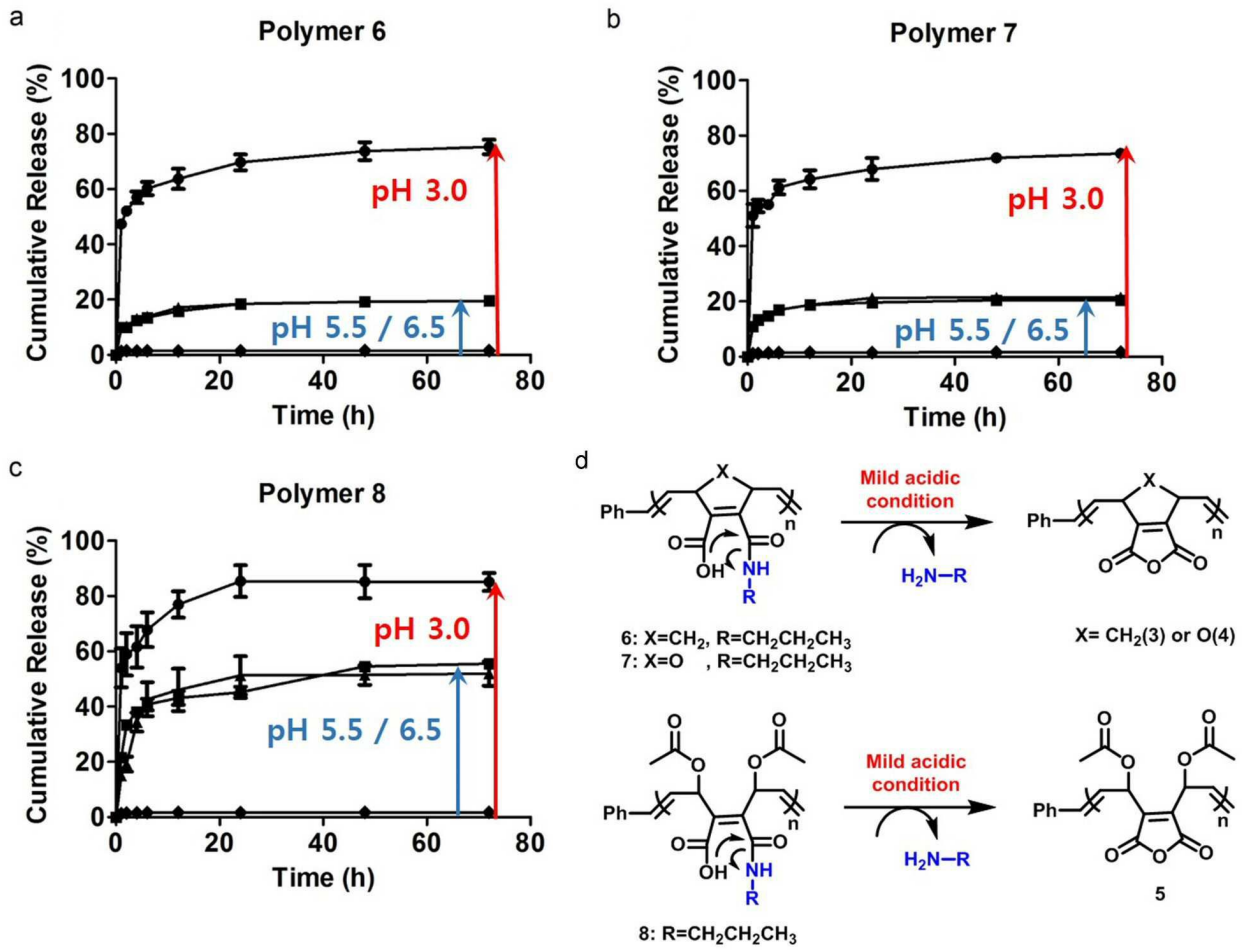 a
Polymer 6
Cumulative Release (%)
100
80
60
40
20
0
pH 3.0
pH 5.5 / 6.5
0 20 40 60 80
Time (h)
b
Polymer 7
Cumulative Release (%)
100
80
60
40
20
0
pH 3.0
pH 5.5 / 6.5
0 20 40 60 80
Time (h)
c
Polymer 8
Cumulative Release (%)
100
80
60
40
20
0
pH 3.0
pH 5.5 / 6.5
0 20 40 60 80
Time (h)
d
X
Ph
n
O
OH
O
NH
R
Mild acidic
condition
H₂N–R
X
Ph
n
O
O
O
6: X=CH₂, R=CH₂CH₂CH₃
7: X=O , R=CH₂CH₂CH₃
X= CH₂(3) or O(4)
O
O
O
O
Ph
n
O
OH
O
NH
R
Mild acidic
condition
H₂N–R
O
O
O
O
Ph
n
O
O
O
8: R=CH₂CH₂CH₃
5